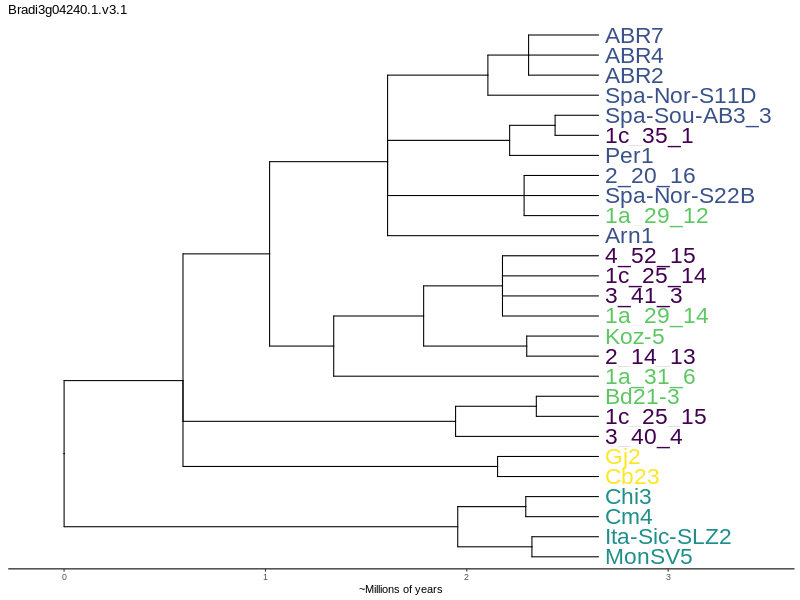 Bradi3g04240.1.v3.1
ABR7
ABR4
ABR2
Spa-Nor-S11D
Spa-Sou-AB3_3
1c_35_1
Per1
2_20_16
Spa-Nor-S22B
1a_29_12
Arn1
4_52_15
1c_25_14
3_41_3
1a_29_14
Koz-5
2_14_13
1a_31_6
Bd21-3
1c_25_15
3_40_4
Gj2
Cb23
Chi3
Cm4
Ita-Sic-SLZ2
MonSV5
0 1 2 3
~Millions of years